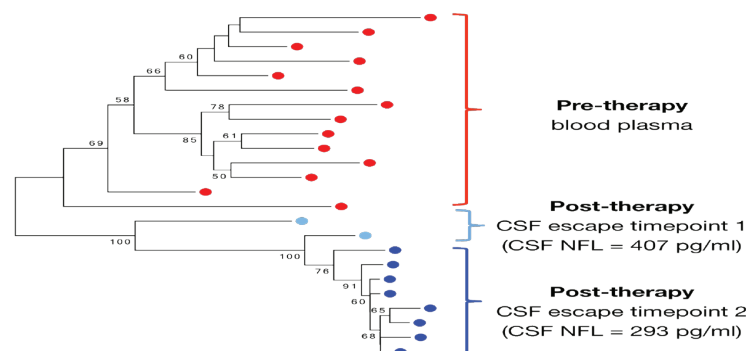 60
66
58
78
69
85
61
50
Pre-therapy
blood plasma
Post-therapy
CSF escape timepoint 1
(CSF NFL = 407 pg/ml)
100
100
76
91
60
65
68
Post-therapy
CSF escape timepoint 2
(CSF NFL = 293 pg/ml)